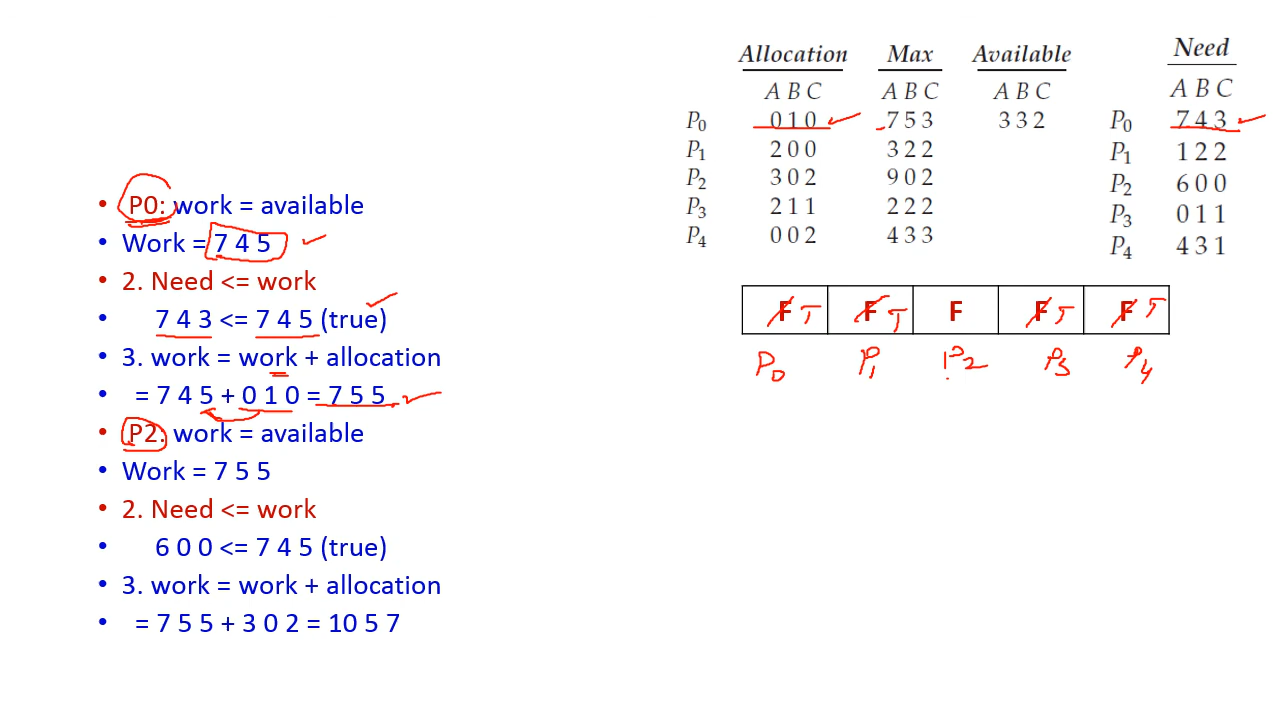 • P0: work = available
• Work = 7 4 5
• 2. Need <= work
• 7 4 3 <= 7 4 5 (true)
• 3. work = work + allocation
• = 7 4 5 + 0 1 0 = 7 5 5
• P2: work = available
• Work = 7 5 5
• 2. Need <= work
• 6 0 0 <= 7 4 5 (true)
• 3. work = work + allocation
• = 7 5 5 + 3 0 2 = 10 5 7
Allocation Max Available Need
A B C A B C A B C A B C
P0 0 1 0 7 5 3 3 3 2 P0 7 4 3
P1 2 0 0 3 2 2 P1 1 2 2
P2 3 0 2 9 0 2 P2 6 0 0
P3 2 1 1 2 2 2 P3 0 1 1
P4 0 0 2 4 3 3 P4 4 3 1
F T F T F F T F T
P0 P1 P2 P3 P4